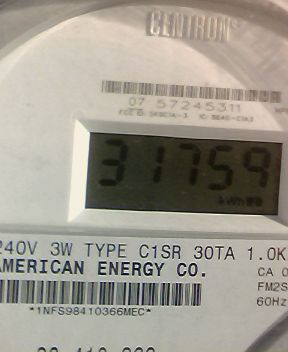 CENTRON
07 57245311
31759
kWh
240V 3W TYPE C1SR 30TA 1.0K
AMERICAN ENERGY CO.
CA 0
FM2S
60Hz
*1NFS98410366MEC*